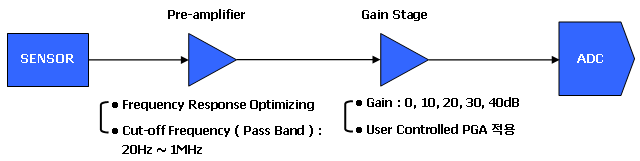 Pre-amplifier
Gain Stage
SENSOR
ADC
• Frequency Response Optimizing
• Cut-off Frequency ( Pass Band ) :
20Hz ~ 1MHz
• Gain : 0, 10, 20, 30, 40dB
• User Controlled PGA 적용